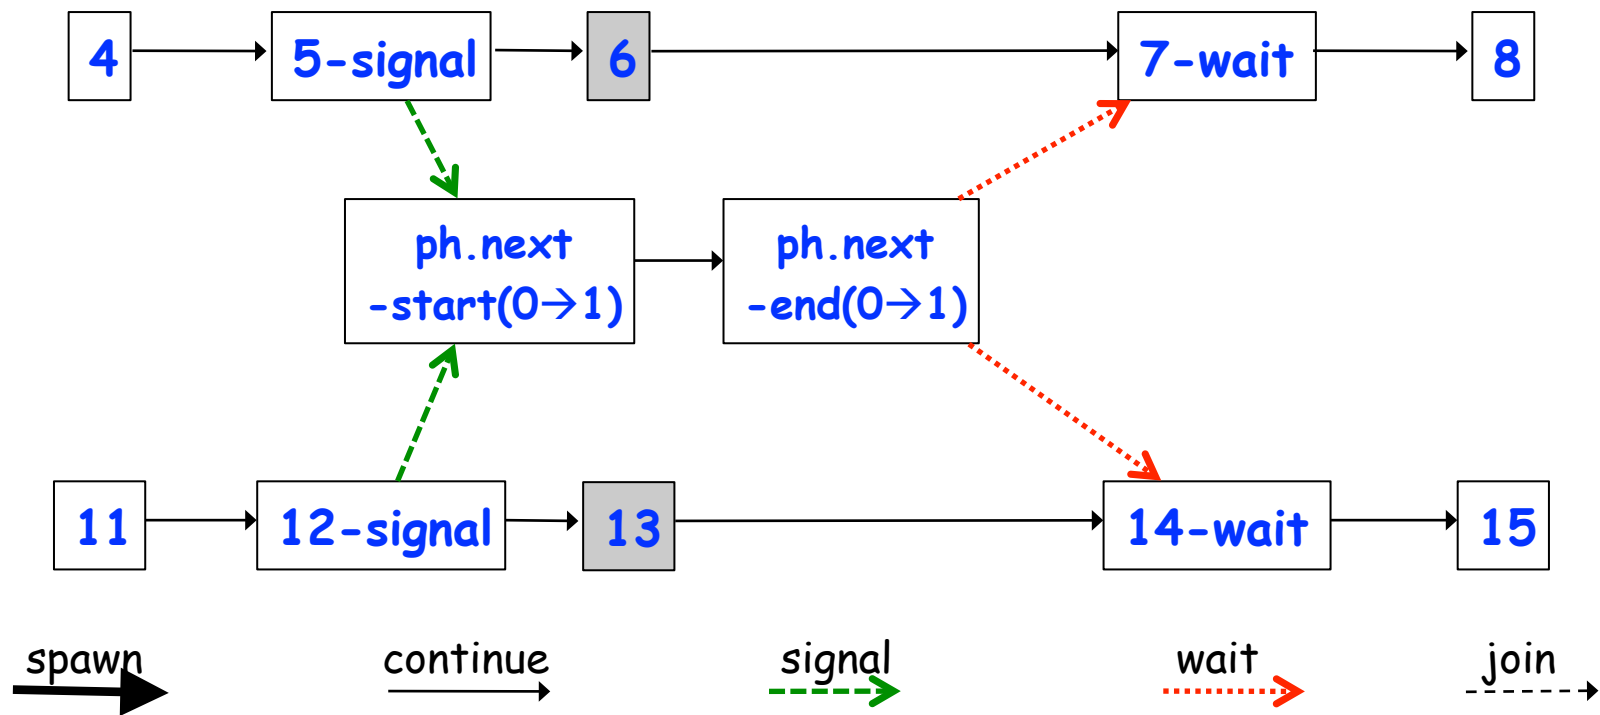 4
5-signal
6
7-wait
8
ph.next
-start(0→1)
ph.next
-end(0→1)
11
12-signal
13
14-wait
15
spawn
continue
signal
wait
join